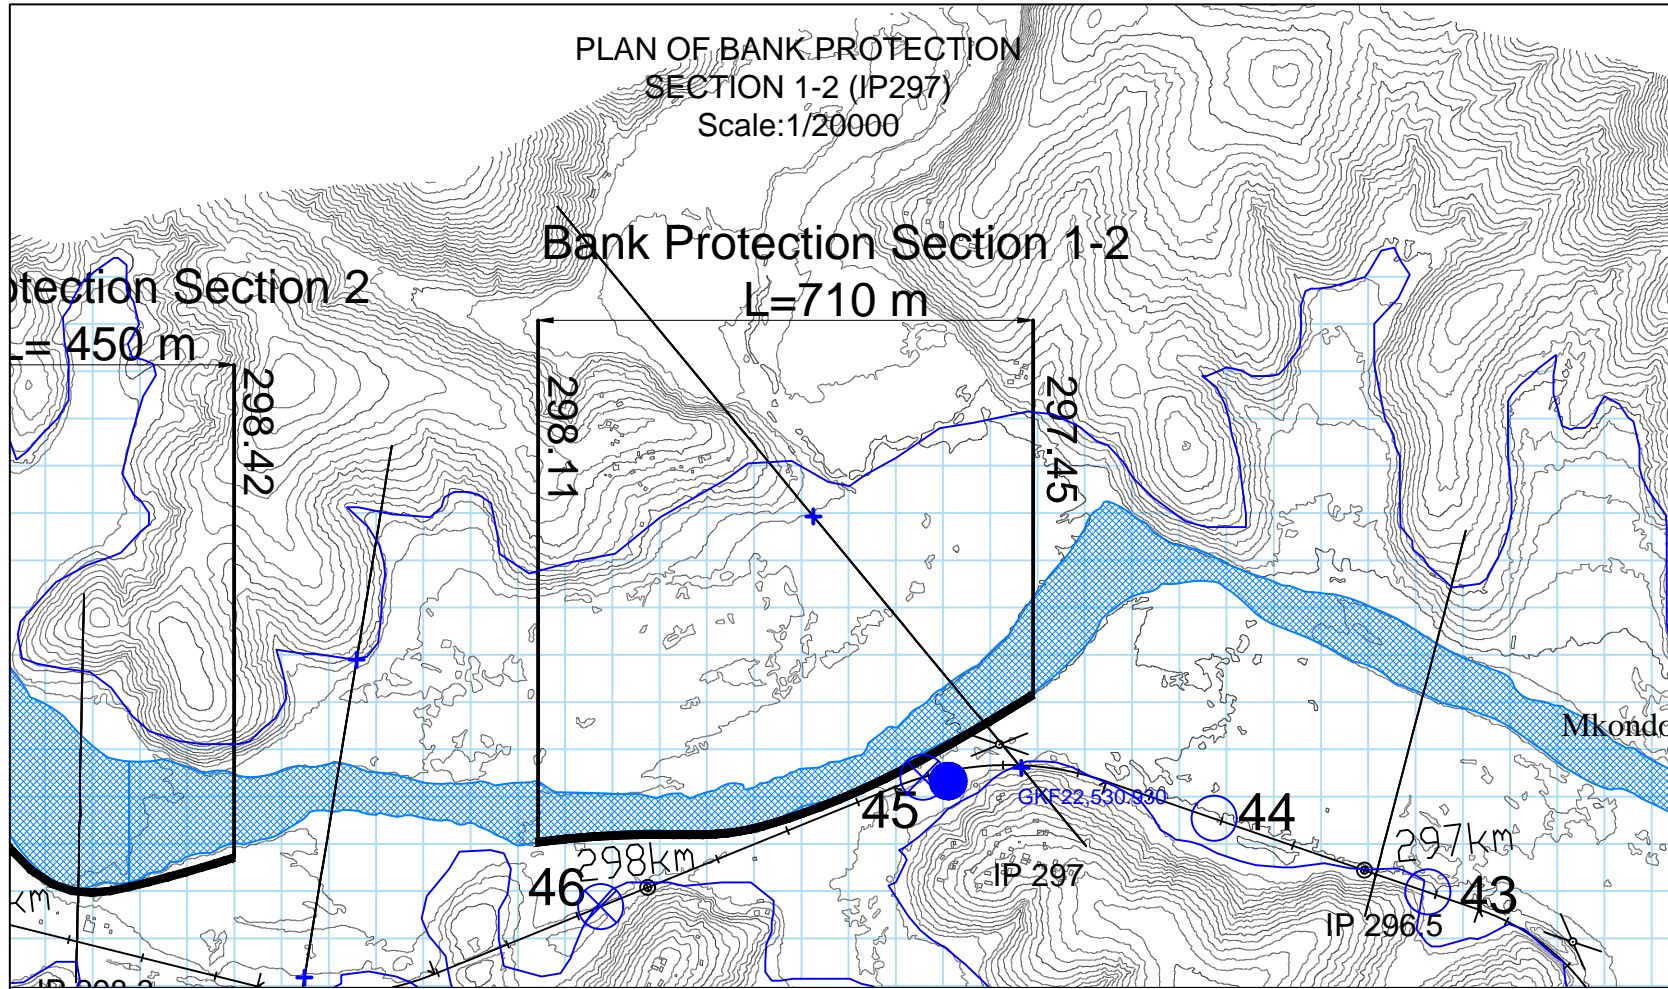 PLAN OF BANK PROTECTION
SECTION 1-2 (IP297)
Scale:1/20000
Bank Protection Section 1-2
L=710 m
otection Section 2
L= 450 m
298.42
298.11
297.45
Mkondo
45
GKF22,530.930
44
297km
298km
46
IP 297
43
IP 296.5
km